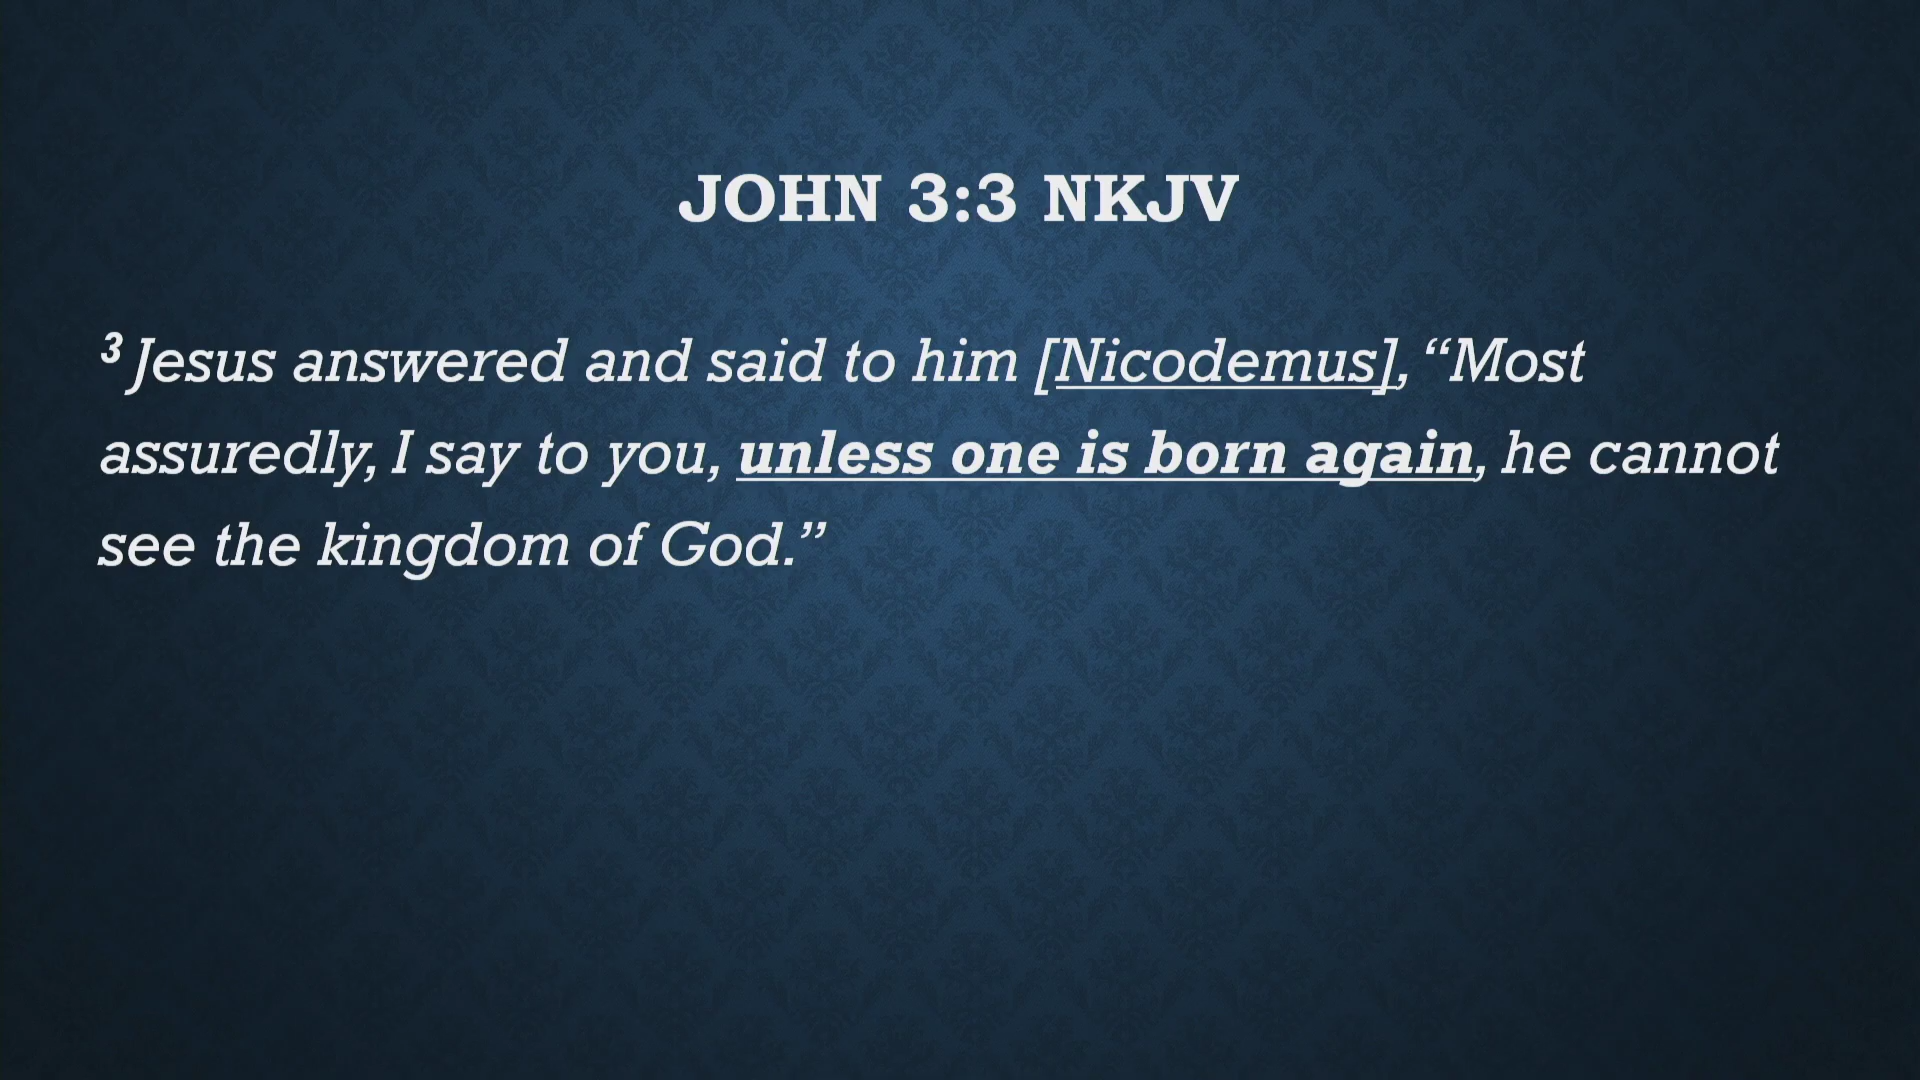 JOHN 3:3 NKJV
3 Jesus answered and said to him [Nicodemus], “Most
assuredly, I say to you, unless one is born again, he cannot
see the kingdom of God.”